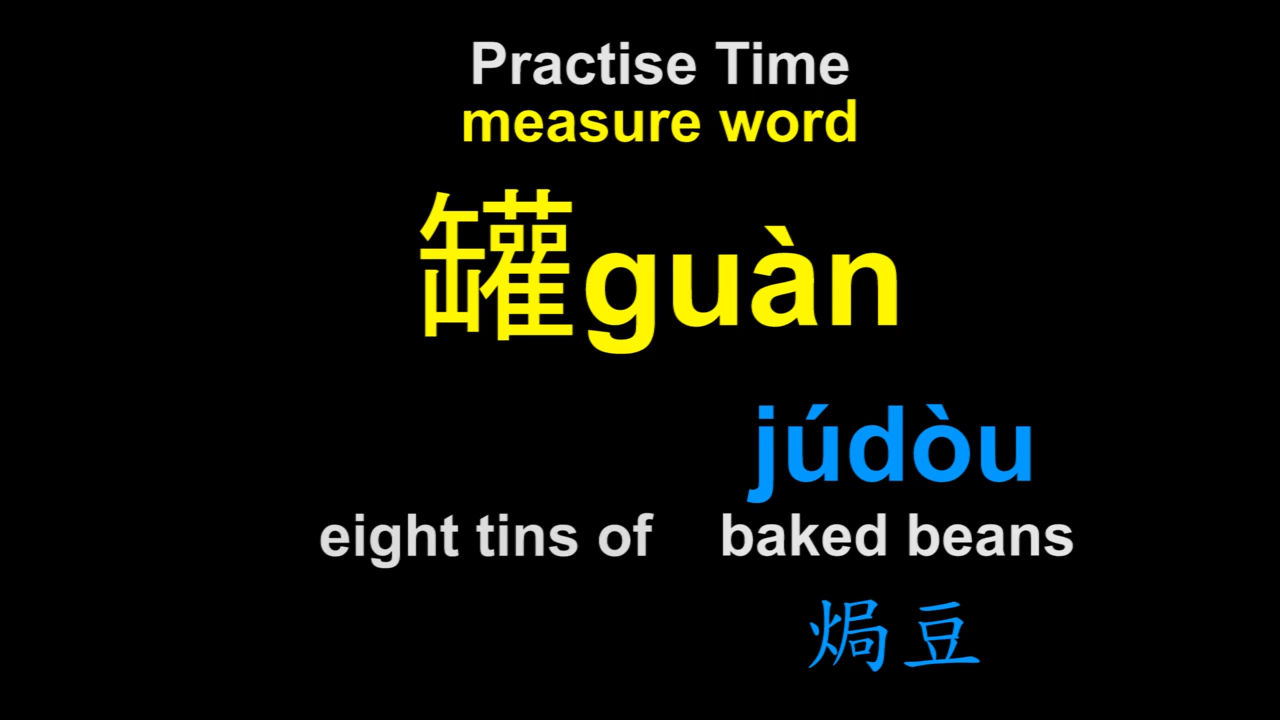 Practise Time
measure word
罐guàn
júdòu
eight tins of baked beans
焗豆